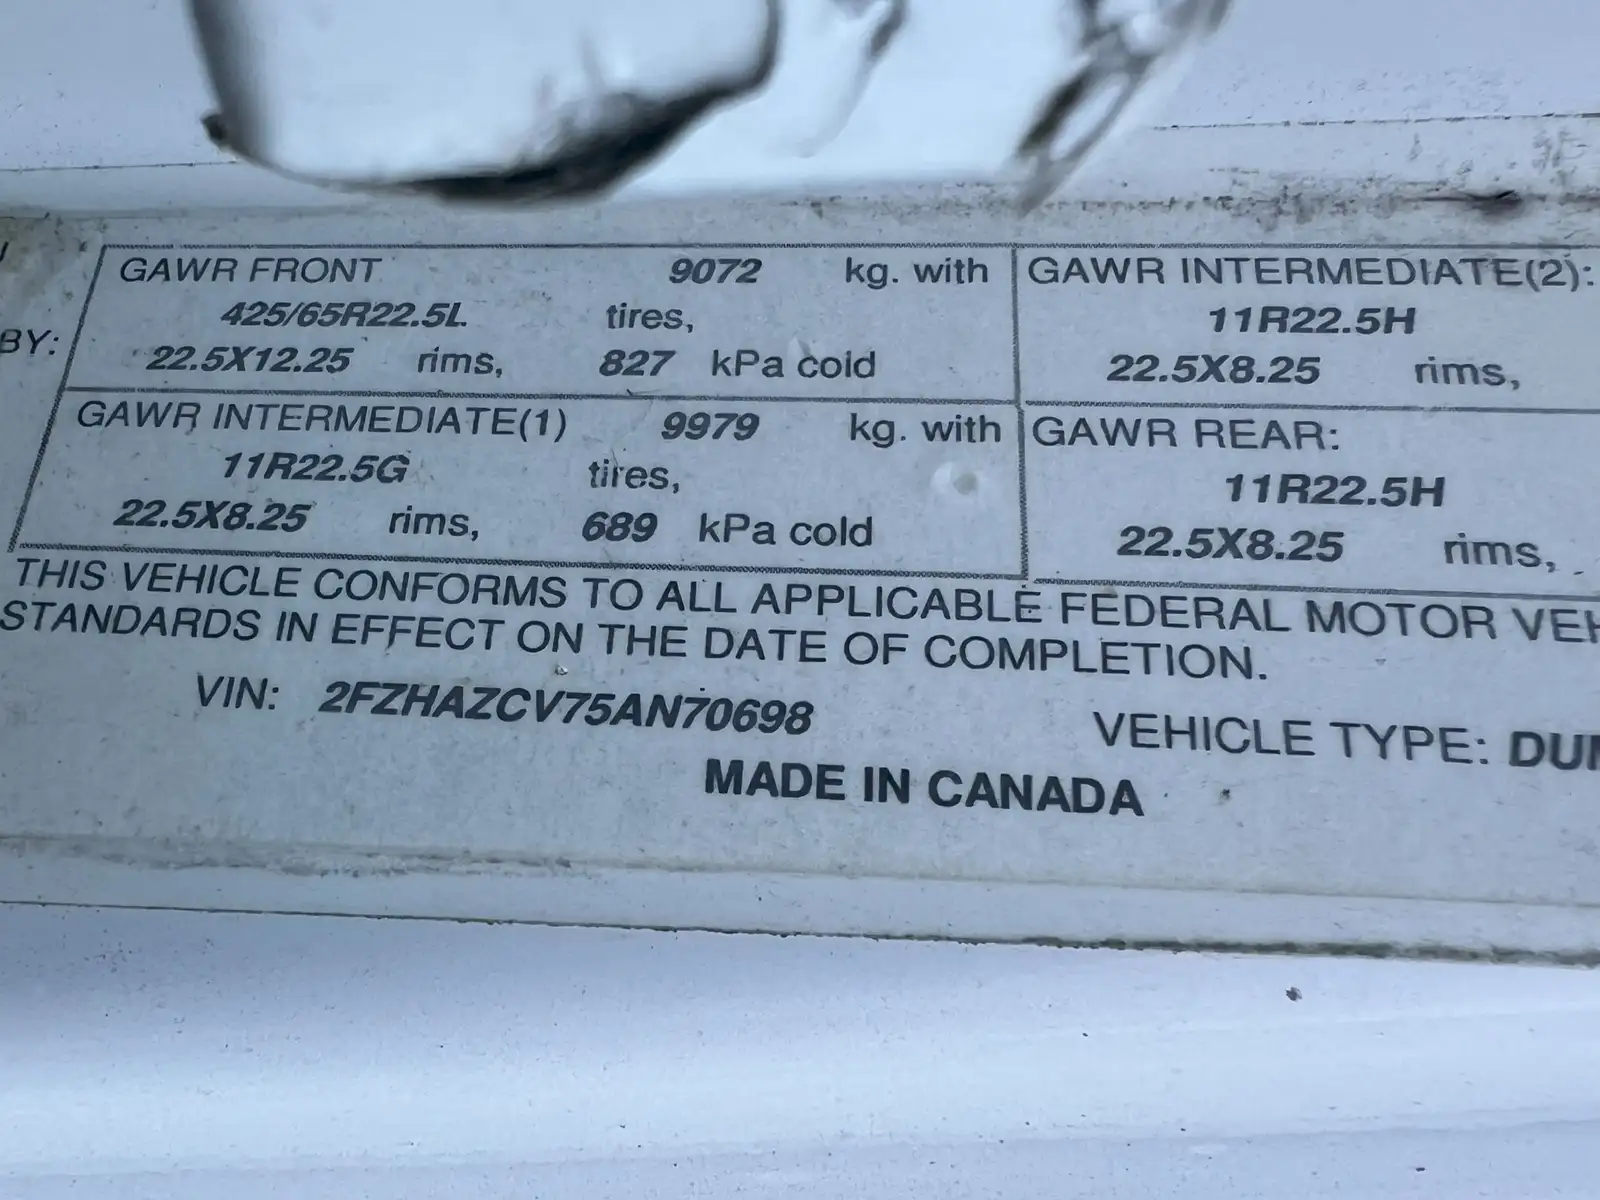 BY:
GAWR FRONT 9072 kg. with
425/65R22.5L tires,
22.5X12.25 rims, 827 kPa cold
GAWR INTERMEDIATE(1) 9979 kg. with
11R22.5G tires,
22.5X8.25 rims, 689 kPa cold
GAWR INTERMEDIATE(2):
11R22.5H
22.5X8.25 rims,
GAWR REAR:
11R22.5H
22.5X8.25 rims,
THIS VEHICLE CONFORMS TO ALL APPLICABLE FEDERAL MOTOR VEH
STANDARDS IN EFFECT ON THE DATE OF COMPLETION.
VIN: 2FZHAZCV75AN70698
VEHICLE TYPE: DUM
MADE IN CANADA